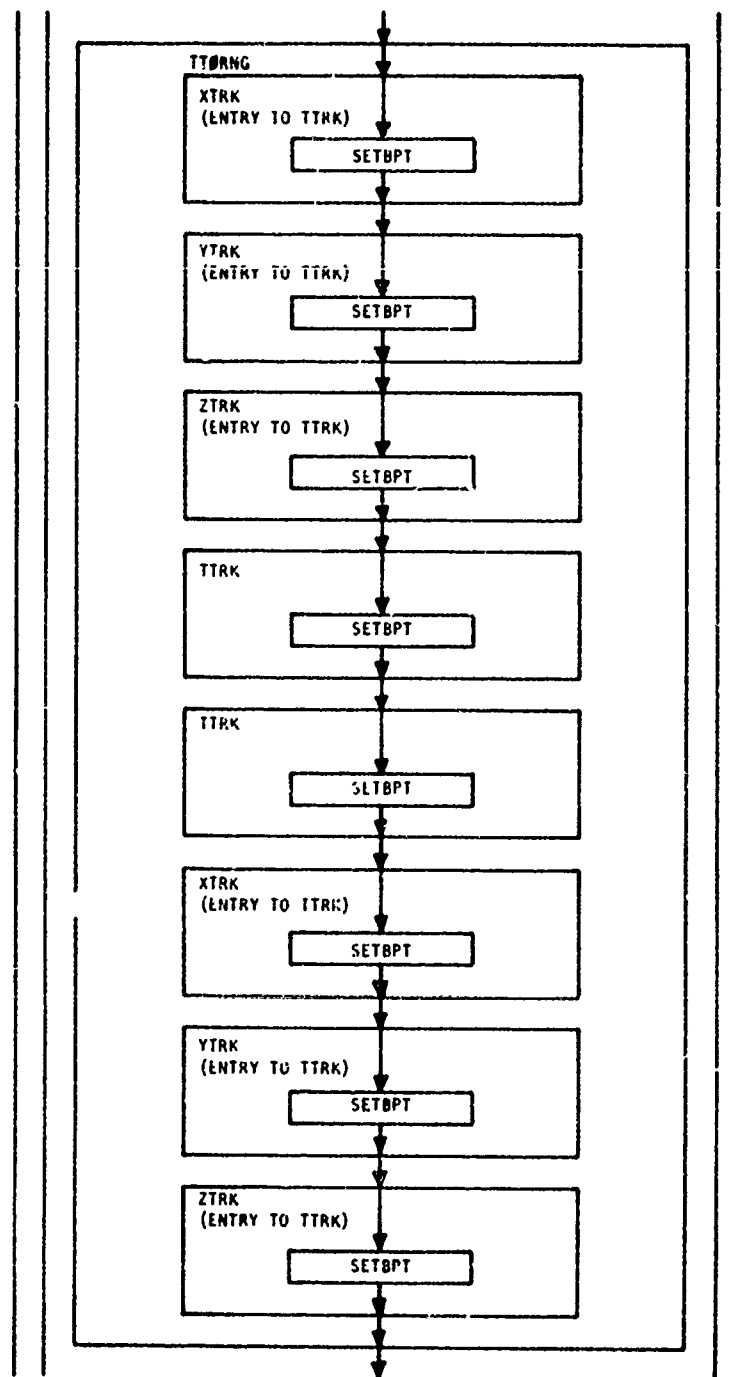 TTØRNG
XTRK
(ENTRY TO TTRK)
SETBPT
YTRK
(ENTRY TO TTRK)
SETBPT
ZTRK
(ENTRY TO TTRK)
SETBPT
TTRK
SETBPT
TTRK
SETBPT
XTRK
(ENTRY TO TTRK)
SETBPT
YTRK
(ENTRY TO TTRK)
SETBPT
ZTRK
(ENTRY TO TTRK)
SETBPT